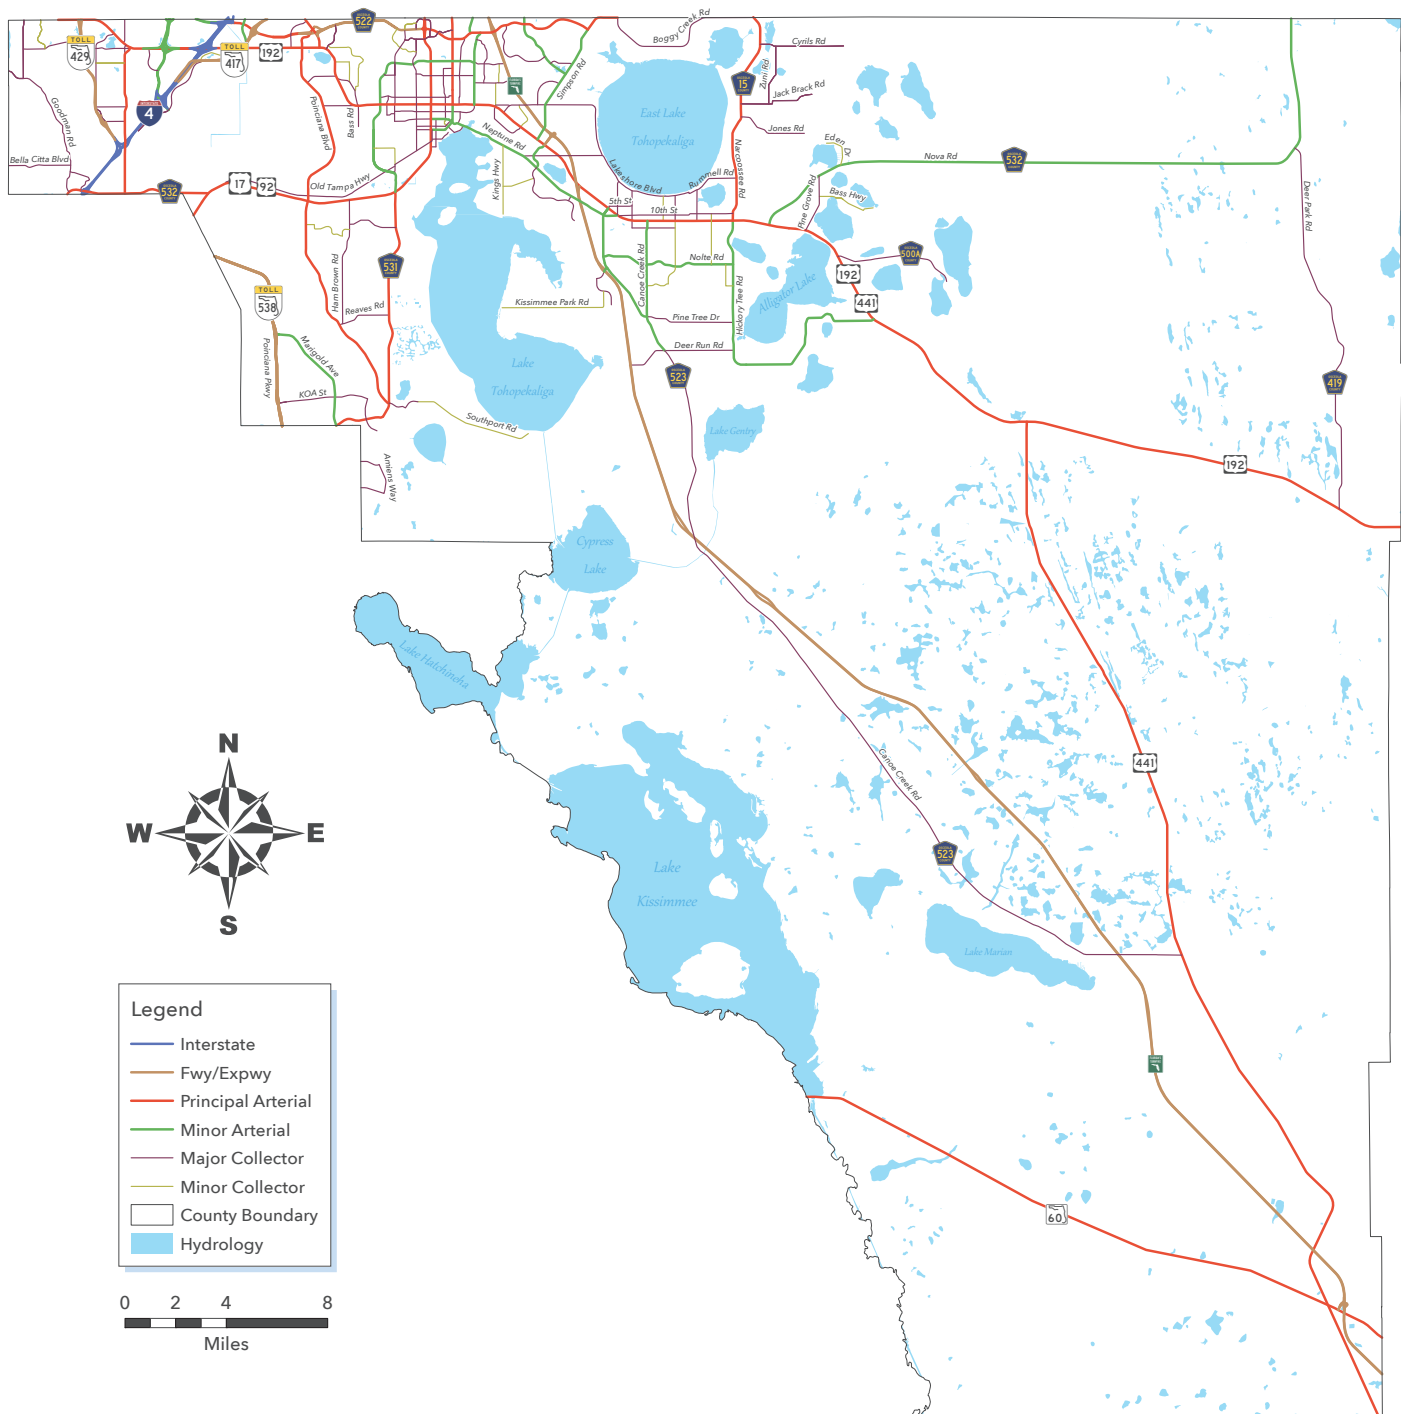 522
Boggy Creek Rd
Cyrils Rd
TOLL
429
TOLL
417
192
Simpson Rd
15
Zuni Rd
Jack Brack Rd
4
Goodman Rd
Poinciana Blvd
Bass Rd
East Lake
Tohopekaliga
Jones Rd
Neptune Rd
Eden Dr
Nova Rd
532
Bella Citta Blvd
Kings Hwy
Lakeshore Blvd
Rummell Rd
Narcoossee Rd
532
17
92
Old Tampa Hwy
Pine Grove Rd
Bass Hwy
Deer Park Rd
5th St
10th St
531
Ham Brown Rd
Canoe Creek Rd
Nolte Rd
500A
192
441
Alligator Lake
TOLL
538
Reaves Rd
Kissimmee Park Rd
Pine Tree Dr
Hickory Tree Rd
Deer Run Rd
Poinciana Pkwy
Marigold Ave
Lake
Tohopekaliga
523
419
KOA St
Southport Rd
Lake Gentry
Amiens Way
192
Cypress
Lake
Lake Hatchineha
N
W
E
S
441
Canoe Creek Rd
523
Lake
Kissimmee
Lake Marian
60
Legend
Interstate
Fwy/Expwy
Principal Arterial
Minor Arterial
Major Collector
Minor Collector
County Boundary
Hydrology
0 2 4 8
Miles